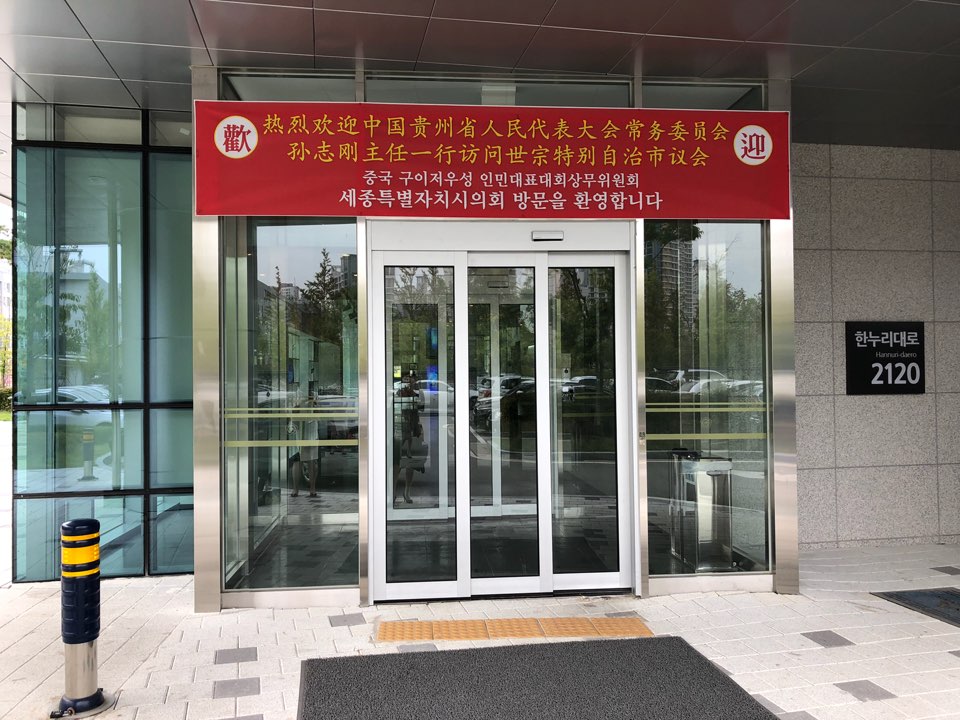 歡 迎
热烈欢迎中国贵州省人民代表大会常务委员会
孙志刚主任一行访问世宗特别自治市议会
중국 구이저우성 인민대표대회상무위원회
세종특별자치시의회 방문을 환영합니다
한누리대로
Hannuri-daero
2120